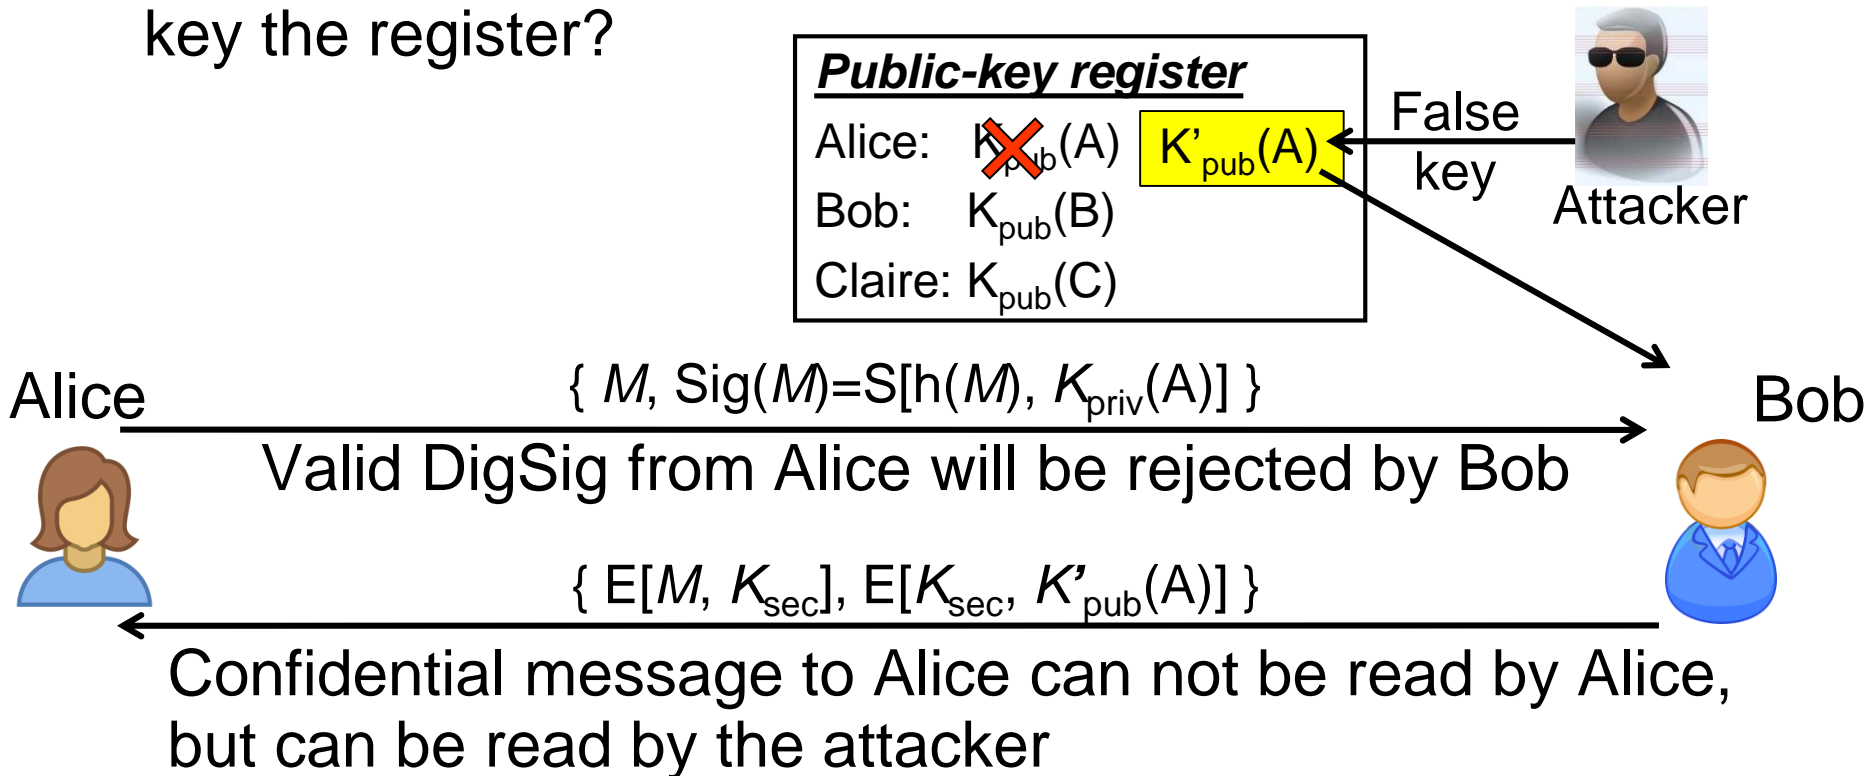 key the register?
Public-key register
Alice: Kpub(A) K’pub(A)
Bob: Kpub(B)
Claire: Kpub(C)
False
key
Attacker
{ M, Sig(M)=S[h(M), Kpriv(A)] }
Alice
Bob
Valid DigSig from Alice will be rejected by Bob
{ E[M, Ksec], E[Ksec, K’pub(A)] }
Confidential message to Alice can not be read by Alice,
but can be read by the attacker